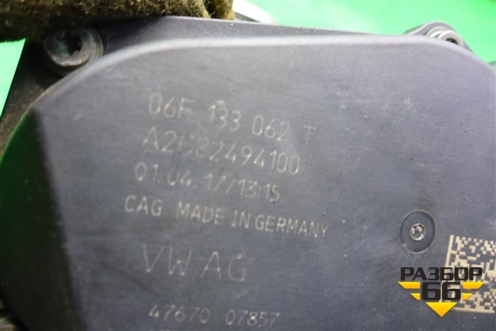 06F 133 062 T
A2C82494100
01.04.17/13:15
CAG MADE IN GERMANY
VW AG
47670 07857
РАЗБОР
66